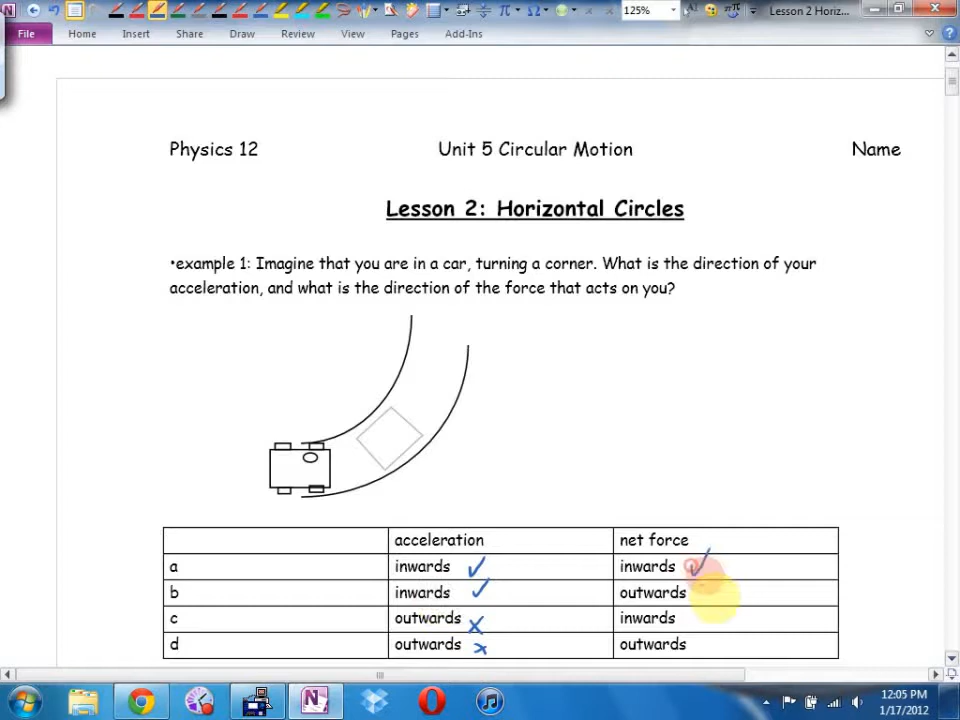 125%
Lesson 2 Horiz...
File Home Insert Share Draw Review View Pages Add-Ins
Physics 12 Unit 5 Circular Motion Name
Lesson 2: Horizontal Circles
•example 1: Imagine that you are in a car, turning a corner. What is the direction of your
acceleration, and what is the direction of the force that acts on you?
acceleration net force
a inwards ✓ inwards ✓
b inwards ✓ outwards
c outwards x inwards
d outwards x outwards
12:05 PM
1/17/2012